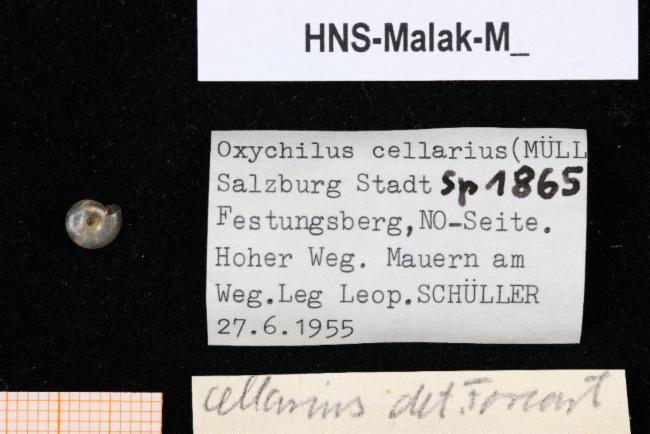 HNS-Malak-M_
Oxychilus cellarius(MÜLL
Salzburg Stadt Sp 1865
Festungsberg,NO-Seite.
Hoher Weg. Mauern am
Weg.Leg Leop.SCHÜLLER
27.6.1955
cellarius det. Forcart